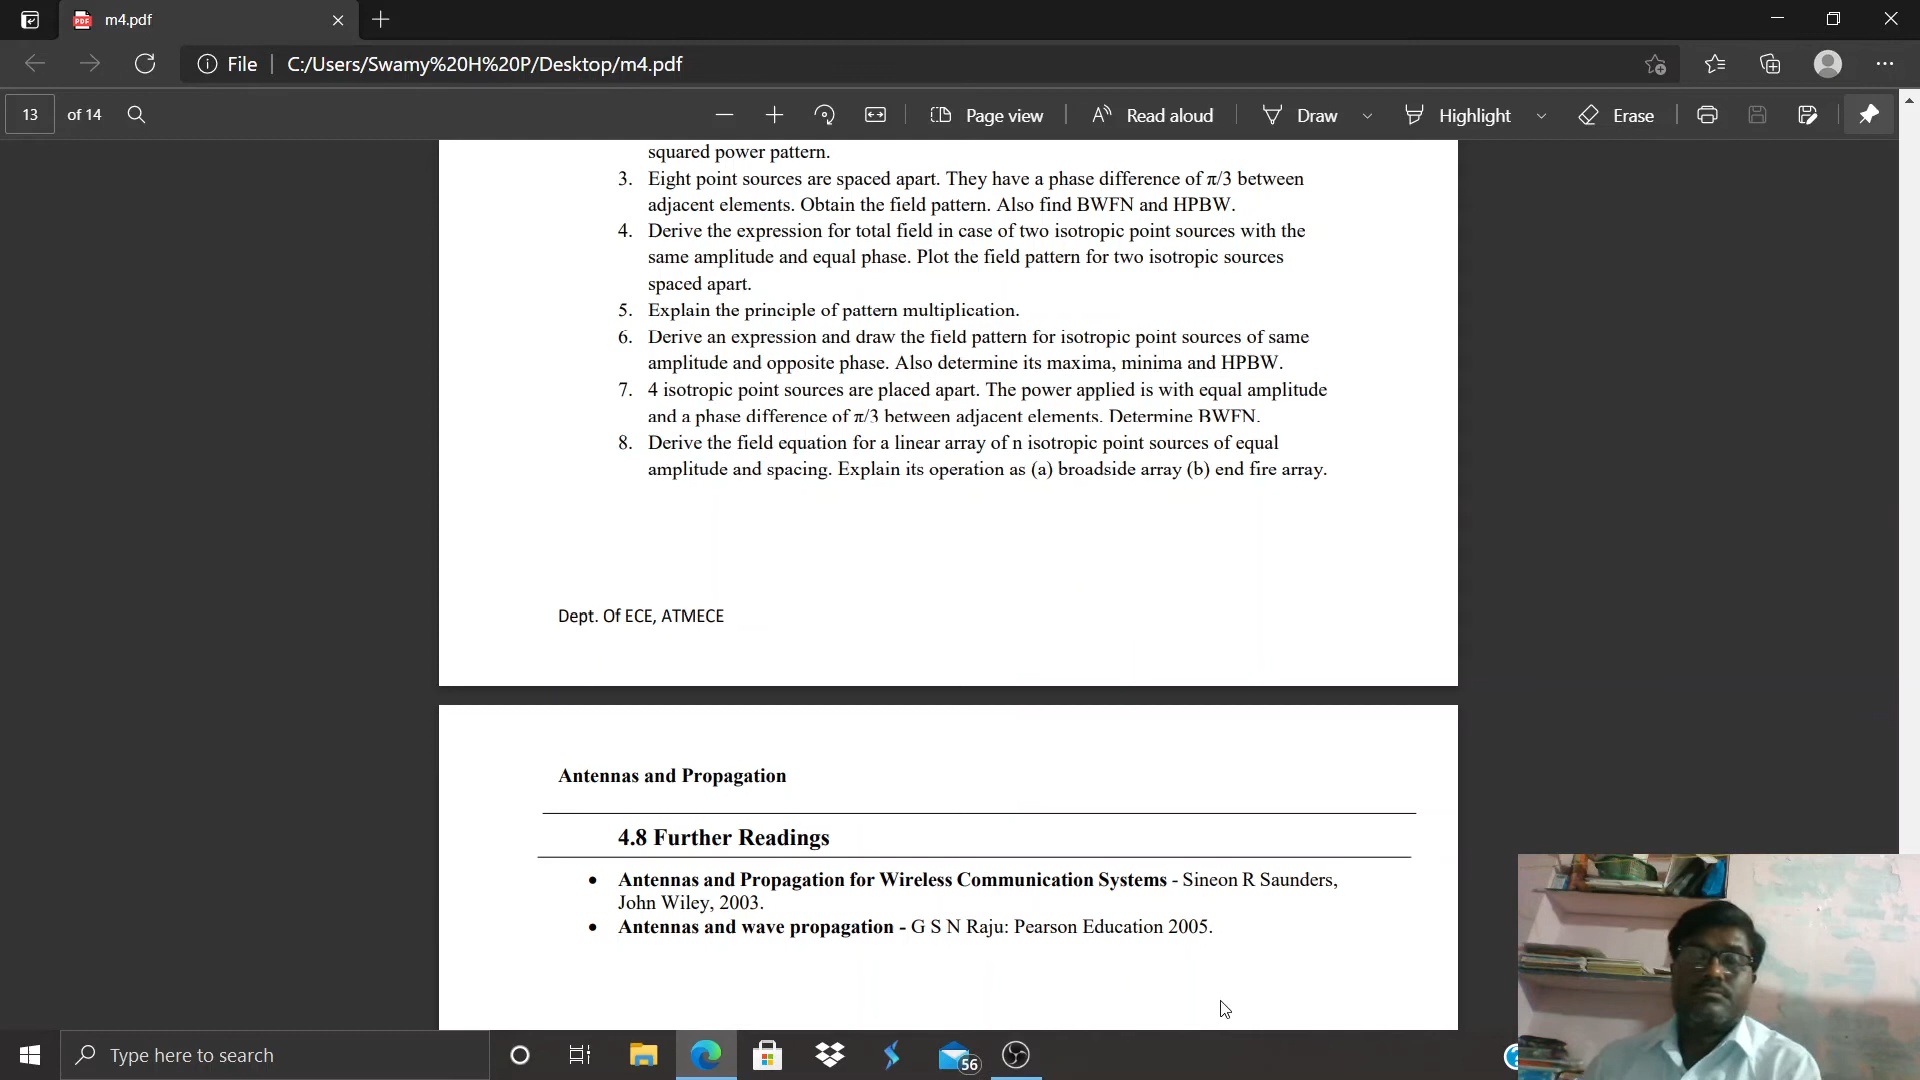 m4.pdf
File
C:/Users/Swamy%20H%20P/Desktop/m4.pdf
13 of 14
Page view
Read aloud
Draw
Highlight
Erase
squared power pattern.
3. Eight point sources are spaced apart. They have a phase difference of π/3 between
adjacent elements. Obtain the field pattern. Also find BWFN and HPBW.
4. Derive the expression for total field in case of two isotropic point sources with the
same amplitude and equal phase. Plot the field pattern for two isotropic sources
spaced apart.
5. Explain the principle of pattern multiplication.
6. Derive an expression and draw the field pattern for isotropic point sources of same
amplitude and opposite phase. Also determine its maxima, minima and HPBW.
7. 4 isotropic point sources are placed apart. The power applied is with equal amplitude
and a phase difference of π/3 between adjacent elements. Determine BWFN.
8. Derive the field equation for a linear array of n isotropic point sources of equal
amplitude and spacing. Explain its operation as (a) broadside array (b) end fire array.
Dept. Of ECE, ATMECE
Antennas and Propagation
4.8 Further Readings
• Antennas and Propagation for Wireless Communication Systems - Sineon R Saunders,
John Wiley, 2003.
• Antennas and wave propagation - G S N Raju: Pearson Education 2005.
Type here to search
56